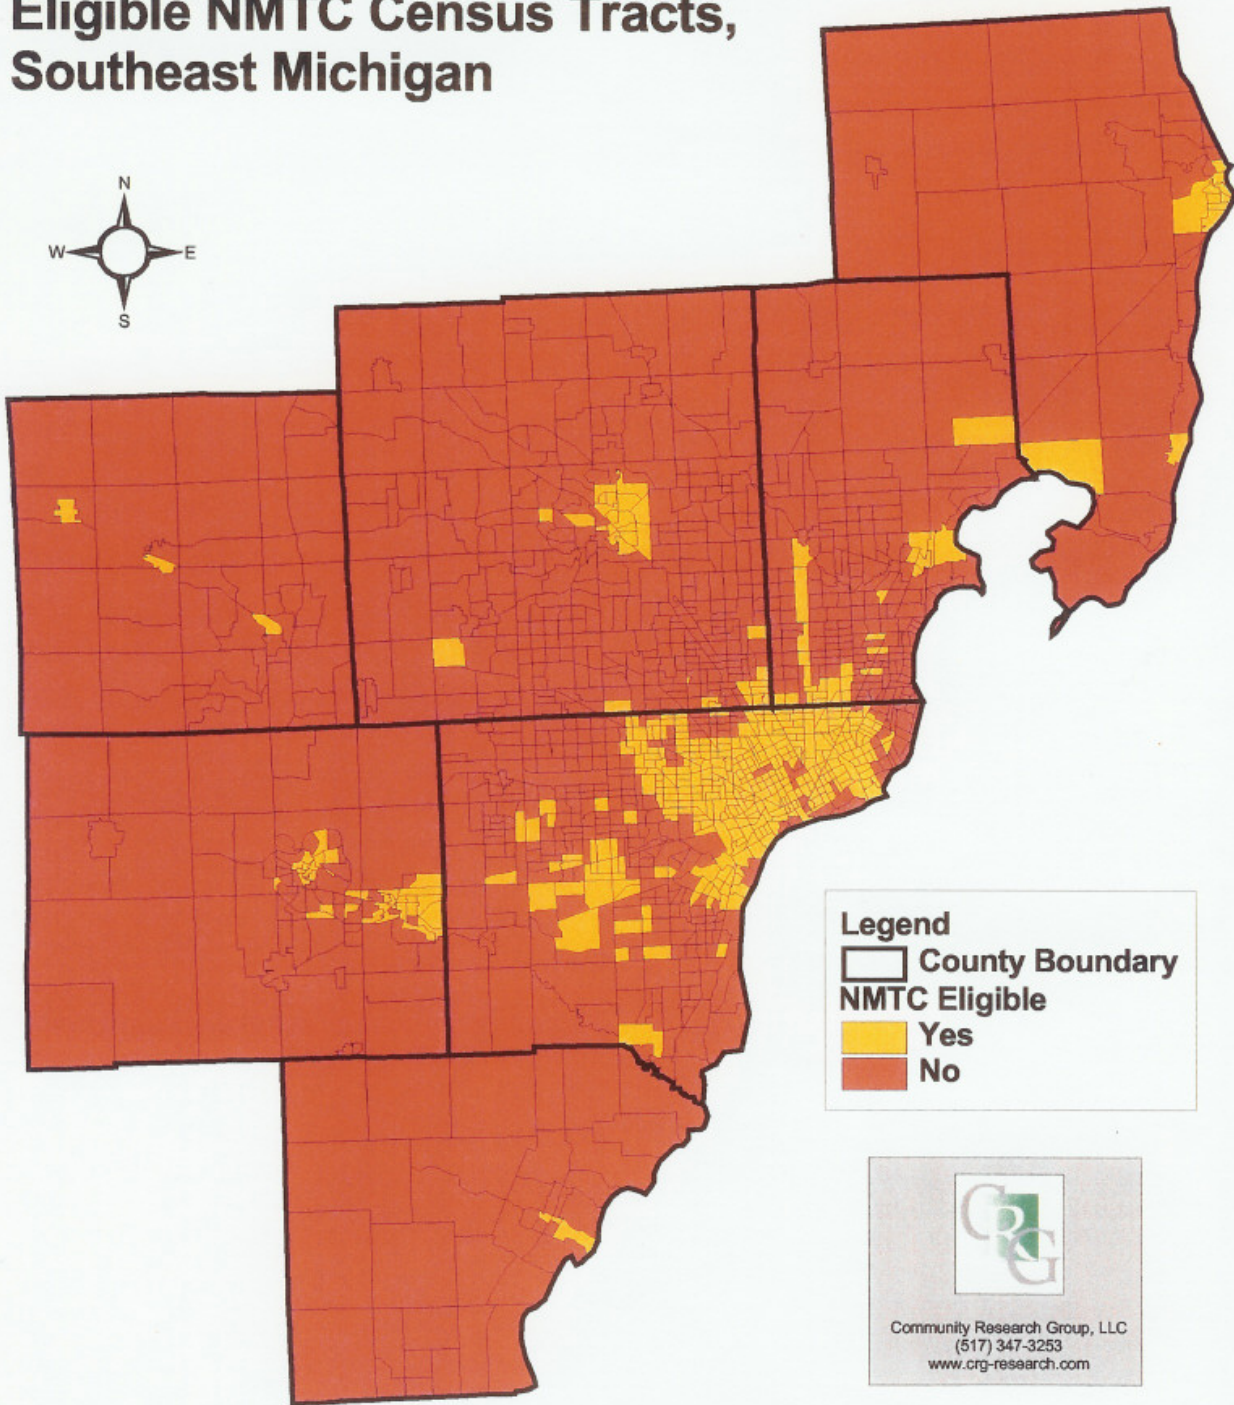 Eligible NMTC Census Tracts,
Southeast Michigan
N
W
E
S
Legend
County Boundary
NMTC Eligible
Yes
No
CRG
Community Research Group, LLC
(517) 347-3253
www.crg-research.com